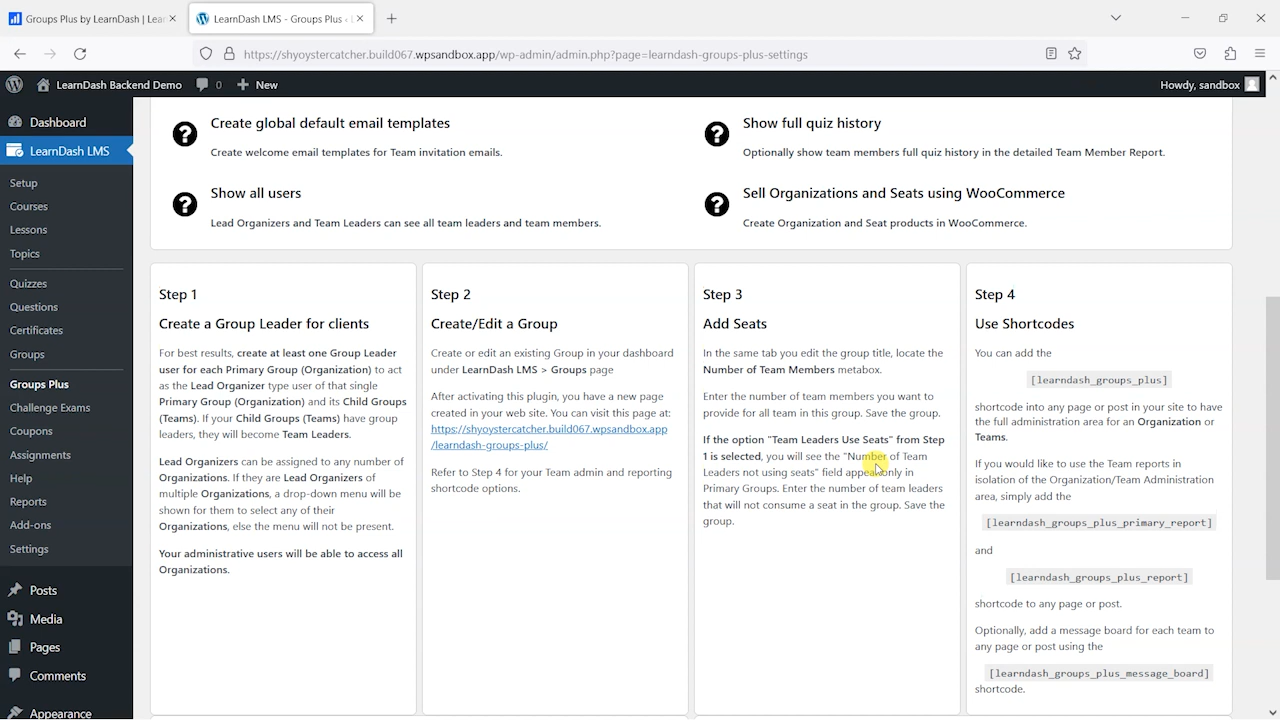 Groups Plus by LearnDash | Lear
LearnDash LMS - Groups Plus ‹ L
https://shyoystercatcher.build067.wpsandbox.app/wp-admin/admin.php?page=learndash-groups-plus-settings
LearnDash Backend Demo
0
New
Howdy, sandbox
Dashboard
LearnDash LMS
Setup
Courses
Lessons
Topics
Quizzes
Questions
Certificates
Groups
Groups Plus
Challenge Exams
Coupons
Assignments
Help
Reports
Add-ons
Settings
Posts
Media
Pages
Comments
Appearance
Create global default email templates
Create welcome email templates for Team invitation emails.
Show full quiz history
Optionally show team members full quiz history in the detailed Team Member Report.
Show all users
Lead Organizers and Team Leaders can see all team leaders and team members.
Sell Organizations and Seats using WooCommerce
Create Organization and Seat products in WooCommerce.
Step 1
Create a Group Leader for clients
For best results, create at least one Group Leader
user for each Primary Group (Organization) to act
as the Lead Organizer type user of that single
Primary Group (Organization) and its Child Groups
(Teams). If your Child Groups (Teams) have group
leaders, they will become Team Leaders.
Lead Organizers can be assigned to any number of
Organizations. If they are Lead Organizers of
multiple Organizations, a drop-down menu will be
shown for them to select any of their
Organizations, else the menu will not be present.
Your administrative users will be able to access all
Organizations.
Step 2
Create/Edit a Group
Create or edit an existing Group in your dashboard
under LearnDash LMS > Groups page
After activating this plugin, you have a new page
created in your web site. You can visit this page at:
https://shyoystercatcher.build067.wpsandbox.app
/learndash-groups-plus/
Refer to Step 4 for your Team admin and reporting
shortcode options.
Step 3
Add Seats
In the same tab you edit the group title, locate the
Number of Team Members metabox.
Enter the number of team members you want to
provide for all team in this group. Save the group.
If the option "Team Leaders Use Seats" from Step
1 is selected, you will see the "Number of Team
Leaders not using seats" field appear only in
Primary Groups. Enter the number of team leaders
that will not consume a seat in the group. Save the
group.
Step 4
Use Shortcodes
You can add the
[learndash_groups_plus]
shortcode into any page or post in your site to have
the full administration area for an Organization or
Teams.
If you would like to use the Team reports in
isolation of the Organization/Team Administration
area, simply add the
[learndash_groups_plus_primary_report]
and
[learndash_groups_plus_report]
shortcode to any page or post.
Optionally, add a message board for each team to
any page or post using the
[learndash_groups_plus_message_board]
shortcode.